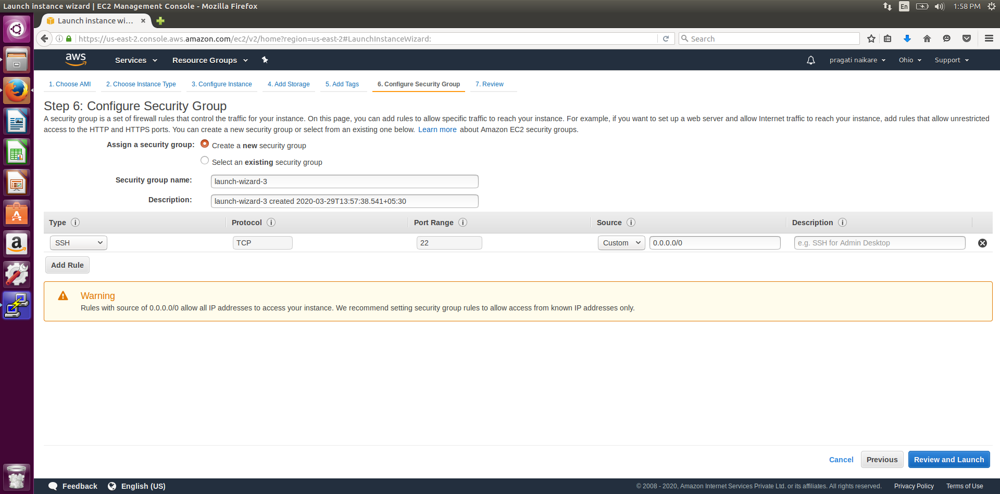 Launch instance wizard | EC2 Management Console - Mozilla Firefox
En
1:58 PM
Launch instance wi...
https://us-east-2.console.aws.amazon.com/ec2/v2/home?region=us-east-2#LaunchInstanceWizard:
Search
aws
Services
Resource Groups
pragati naikare
Ohio
Support
1. Choose AMI
2. Choose Instance Type
3. Configure Instance
4. Add Storage
5. Add Tags
6. Configure Security Group
7. Review
Step 6: Configure Security Group
A security group is a set of firewall rules that control the traffic for your instance. On this page, you can add rules to allow specific traffic to reach your instance. For example, if you want to set up a web server and allow Internet traffic to reach your instance, add rules that allow unrestricted
access to the HTTP and HTTPS ports. You can create a new security group or select from an existing one below. Learn more about Amazon EC2 security groups.
Assign a security group:
Create a new security group
Select an existing security group
Security group name:
launch-wizard-3
Description:
launch-wizard-3 created 2020-03-29T13:57:38.541+05:30
Type
Protocol
Port Range
Source
Description
SSH
TCP
22
Custom
0.0.0.0/0
e.g. SSH for Admin Desktop
Add Rule
Warning
Rules with source of 0.0.0.0/0 allow all IP addresses to access your instance. We recommend setting security group rules to allow access from known IP addresses only.
Cancel
Previous
Review and Launch
Feedback
English (US)
© 2008 - 2020, Amazon Internet Services Private Ltd. or its affiliates. All rights reserved.
Privacy Policy
Terms of Use